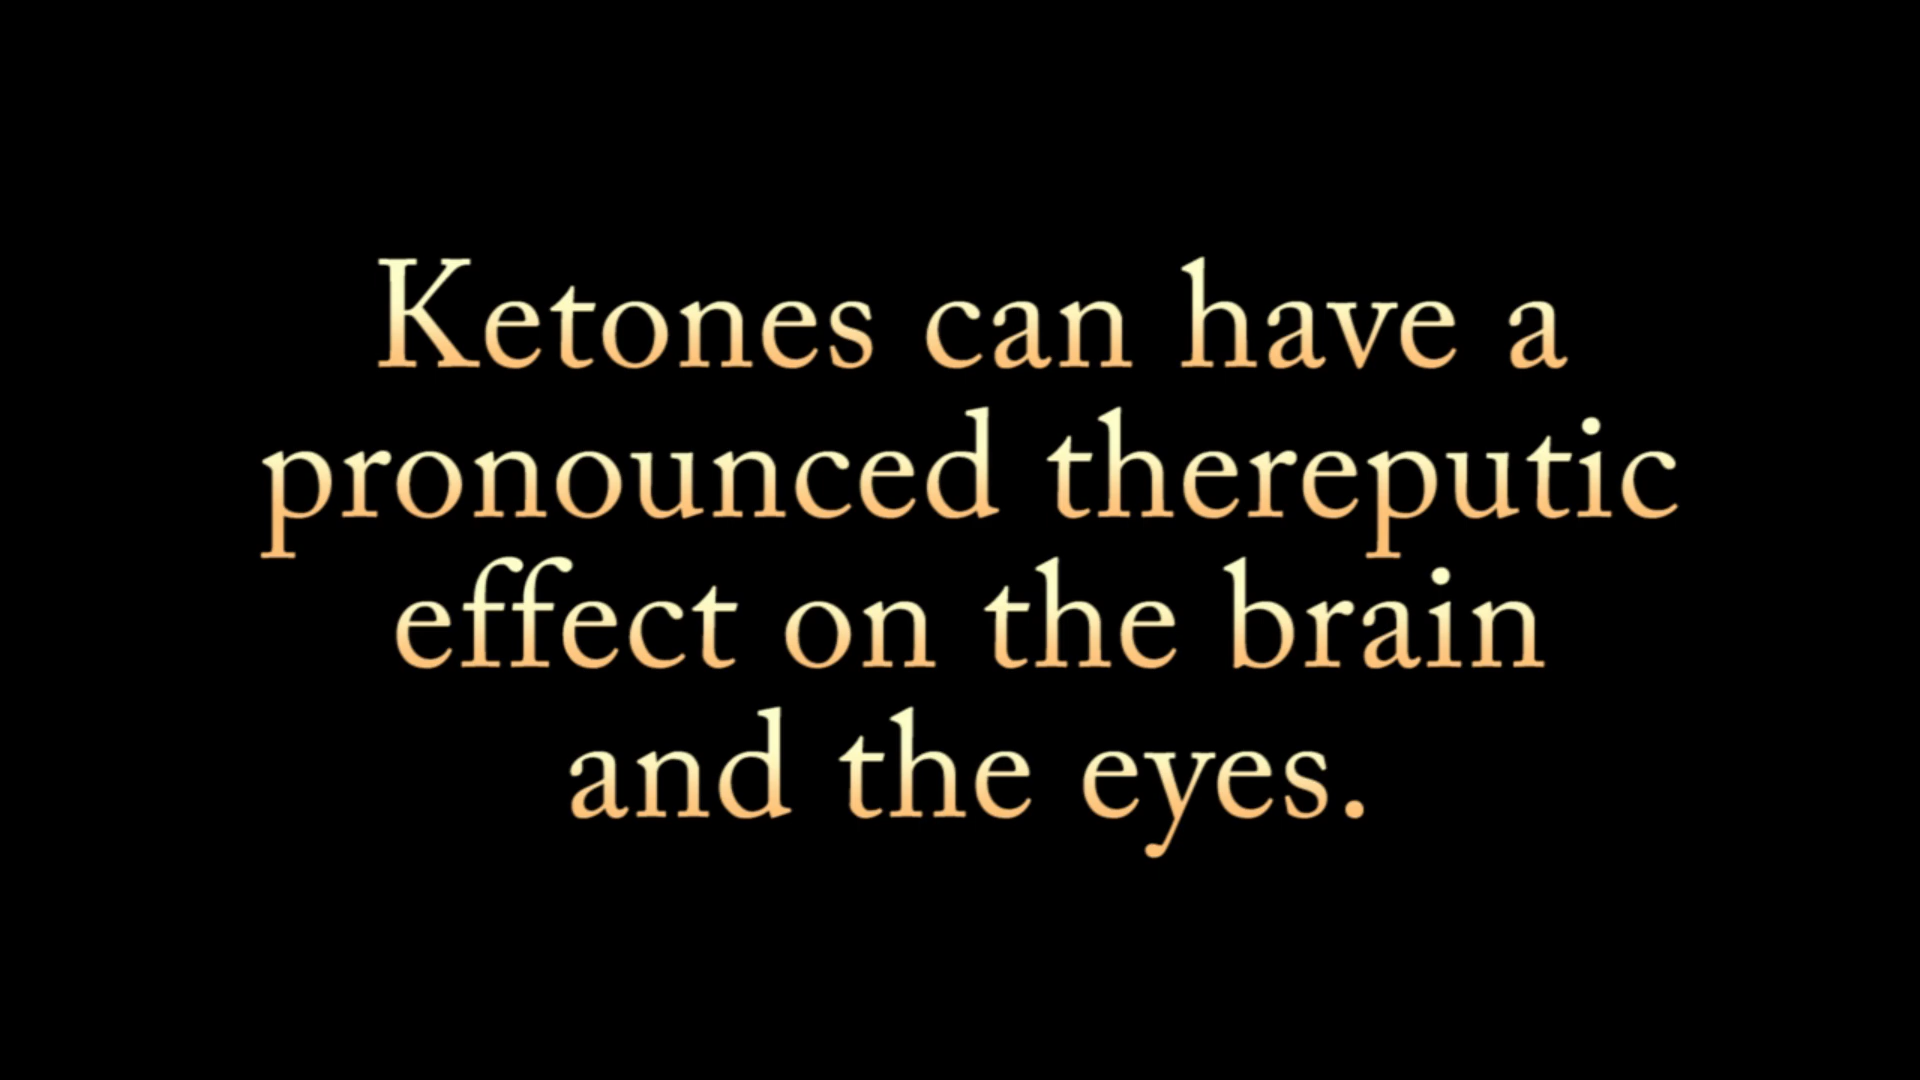 Ketones can have a
pronounced thereputic
effect on the brain
and the eyes.